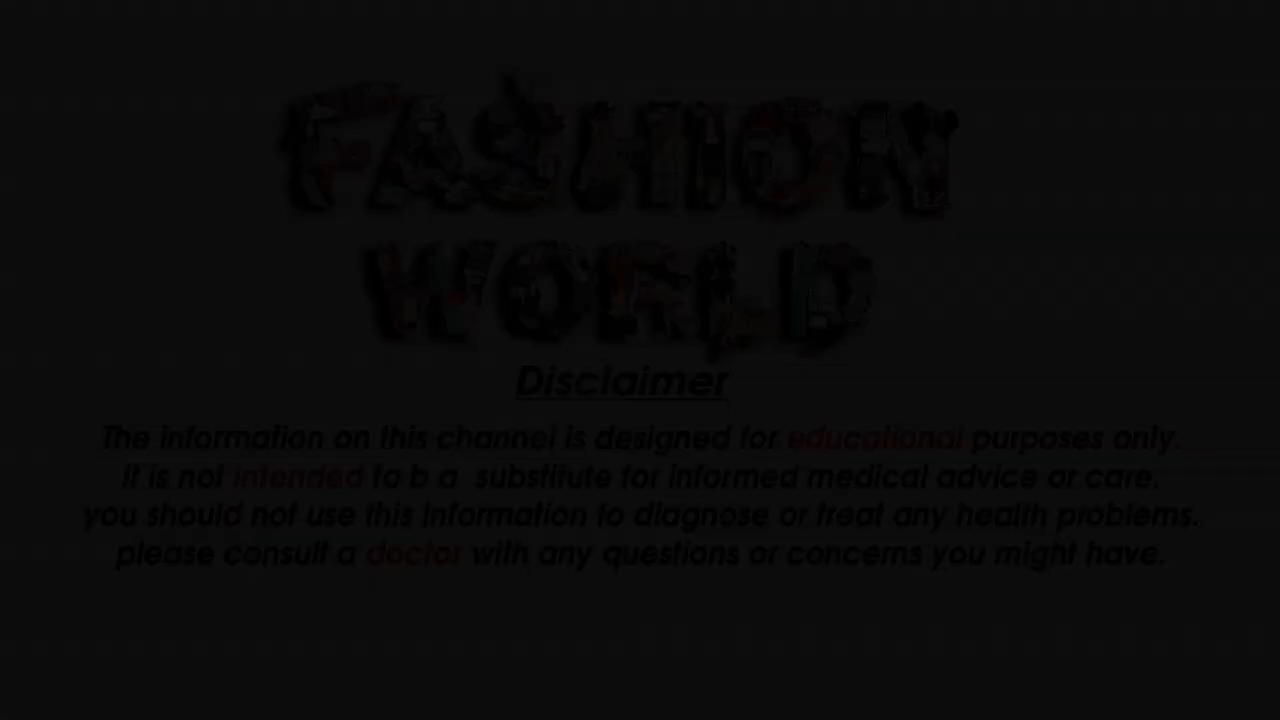 FASHION
WORLD
Disclaimer
The information on this channel is designed for educational purposes only.
it is not intended to b a substitute for informed medical advice or care.
you should not use this information to diagnose or treat any health problems.
please consult a doctor with any questions or concerns you might have.